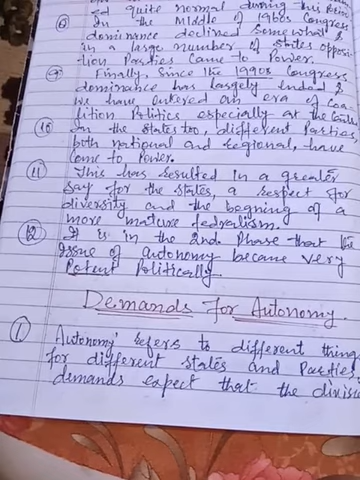 ed quite normal during this
⑧ In the Middle of 1960s Congress
dominance declined somewhat &
in a large number of states opposi-
tion Parties came to Power.
⑨ Finally, Since the 1990s Congress
dominance has largely ended &
we have entered an era of coa-
lition Politics especially at the
⑩ In the states too, different Parties,
both national and regional, have
come to Power.
⑪ This has resulted in a greater
say for the states, a respect for
diversity and the begning of a
more mature federalism.
⑫ It is in the 2nd Phase that the
issue of autonomy became very
Potent Politically.
Demands for Autonomy.
① Autonomy' refers to different thing
for different states and Parties
demands expect that the divisio